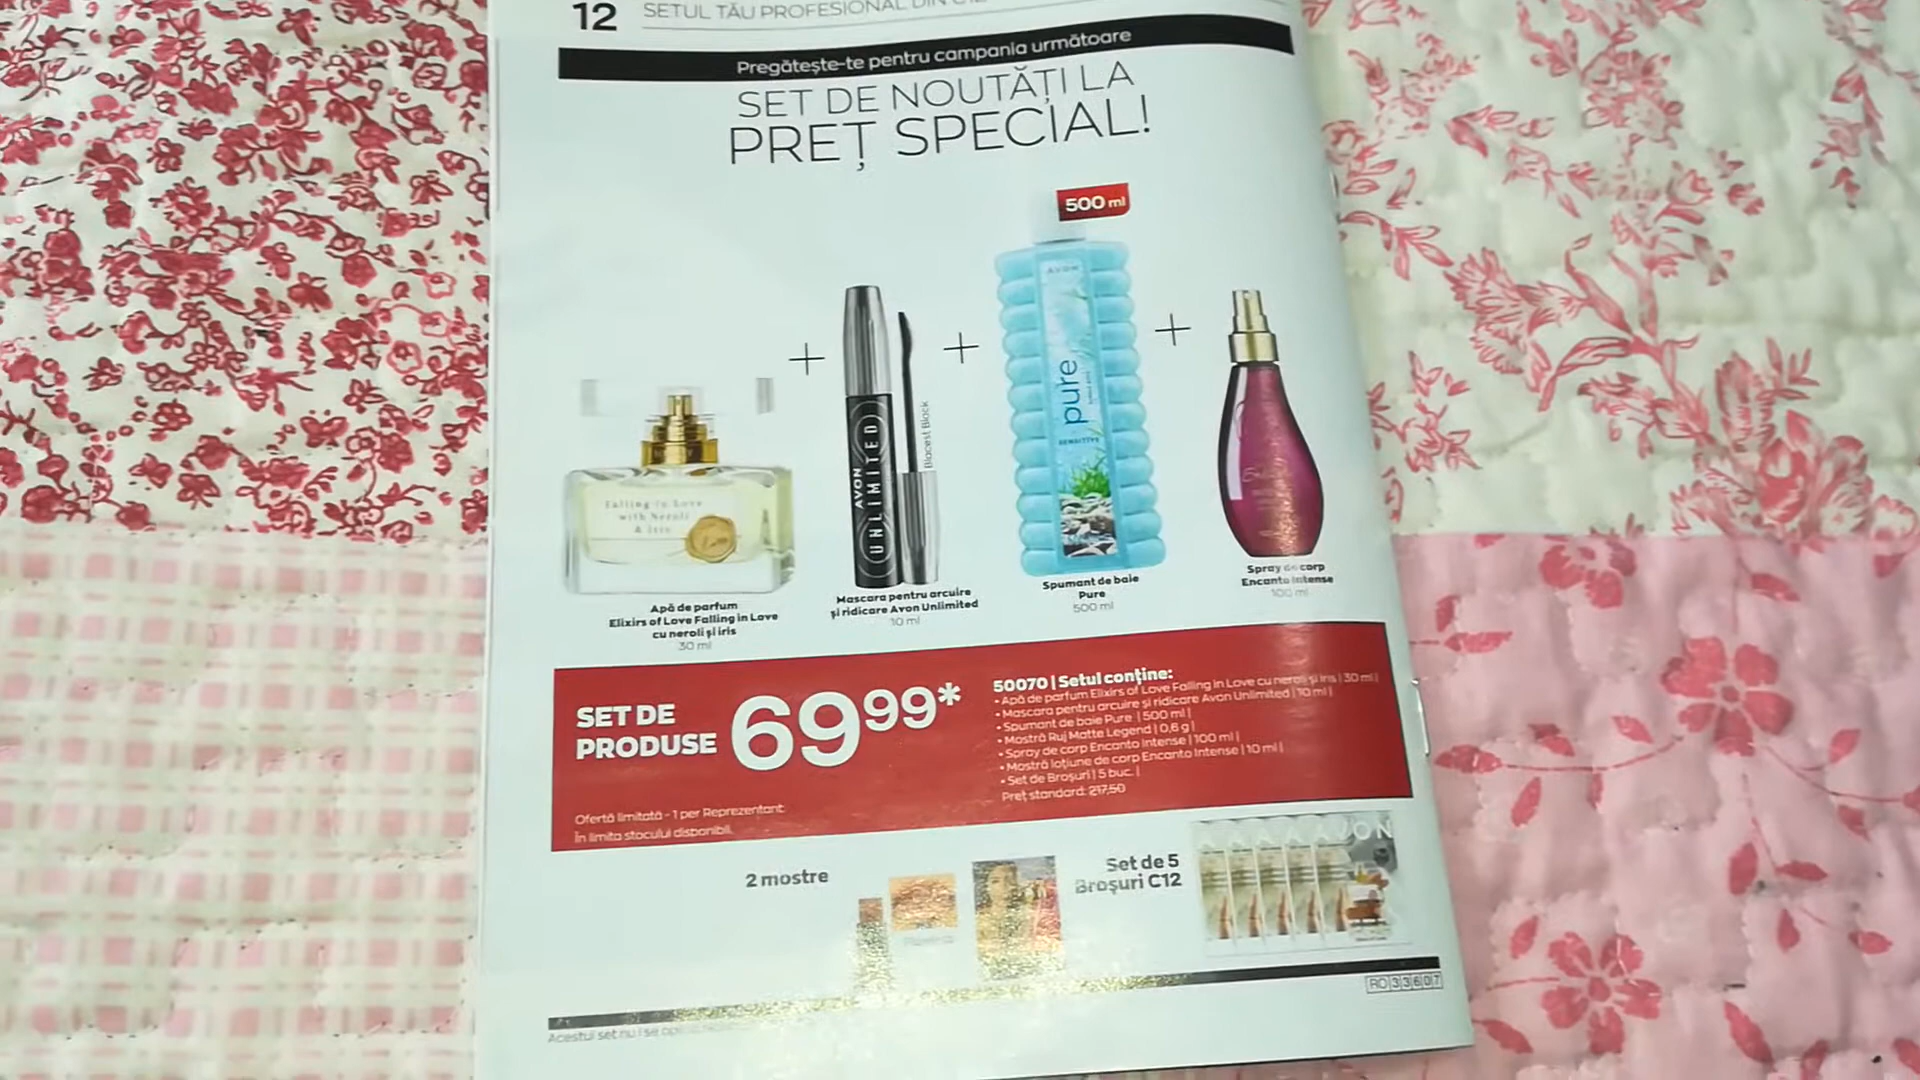 12
SETUL TĂU PROFESIONAL DIN C12
Pregătește-te pentru campania următoare
SET DE NOUTĂȚI LA
PREȚ SPECIAL!
500 ml
AVON
pure
SENSITIVE
Blackest Black
AVON
UNLIMITED
Falling in Love
with Neroli
& Iris
Apă de parfum
Elixirs of Love Falling in Love
cu neroli și iris
30 ml
Mascara pentru arcuire
și ridicare Avon Unlimited
10 ml
Spumant de baie
Pure
500 ml
Spray de corp
Encanto Intense
100 ml
SET DE
PRODUSE
6999*
50070 | Setul conține:
• Apă de parfum Elixirs of Love Falling in Love cu neroli și Iris | 30 ml |
• Mascara pentru arcuire și ridicare Avon Unlimited | 10 ml |
• Spumant de baie Pure | 500 ml |
• Mostră Ruj Matte Legend | 0,6 g |
• Spray de corp Encanto Intense | 100 ml |
• Mostră loțiune de corp Encanto Intense | 10 ml |
• Set de Broșuri | 5 buc. |
Preț standard: 217,50
Ofertă limitată - 1 per Reprezentant.
În limita stocului disponibil.
2 mostre
Set de 5
Broșuri C12
AVON
RO33607
Acestui set nu i se